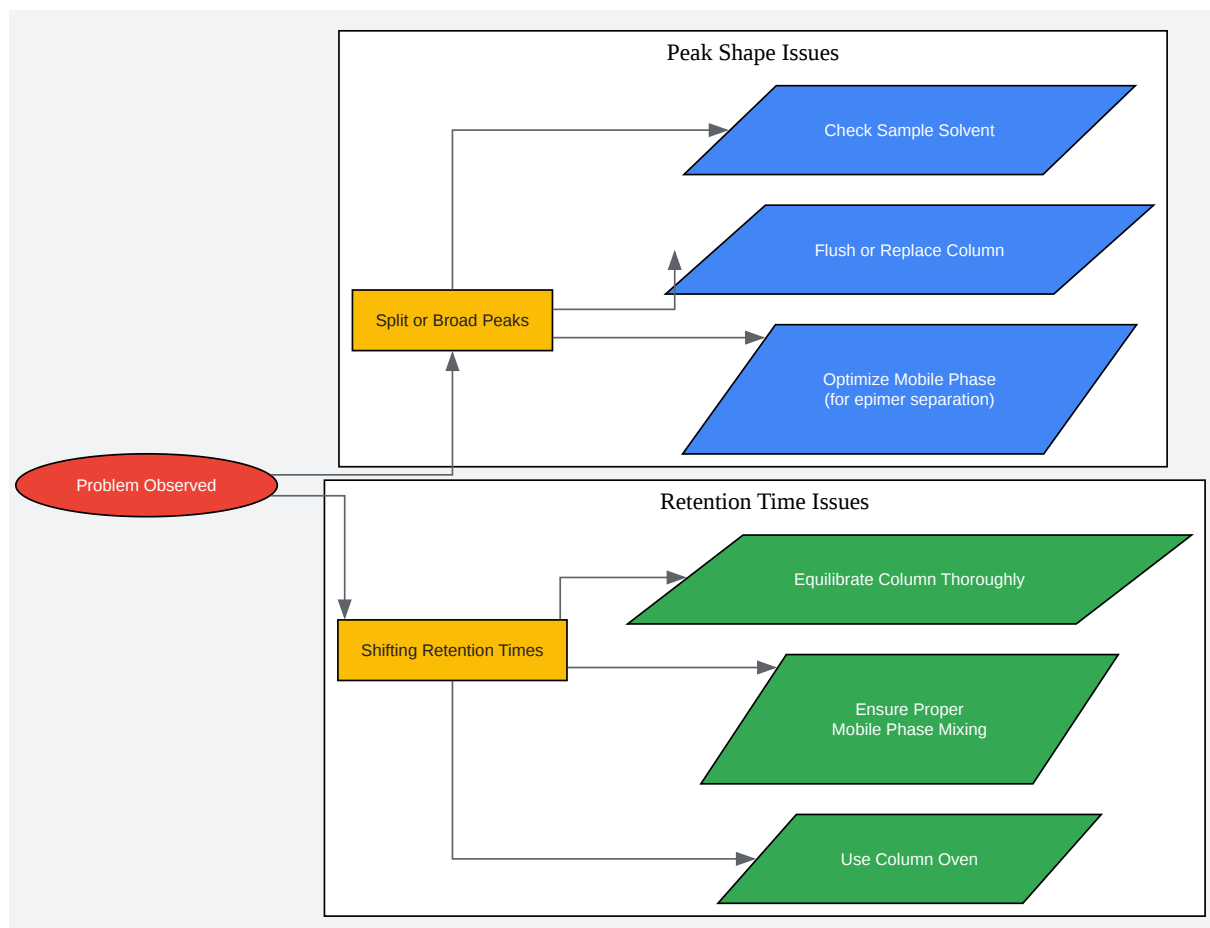 Peak Shape Issues
Check Sample Solvent
Flush or Replace Column
Split or Broad Peaks
Optimize Mobile Phase
(for epimer separation)
Problem Observed
Retention Time Issues
Equilibrate Column Thoroughly
Shifting Retention Times
Ensure Proper
Mobile Phase Mixing
Use Column Oven